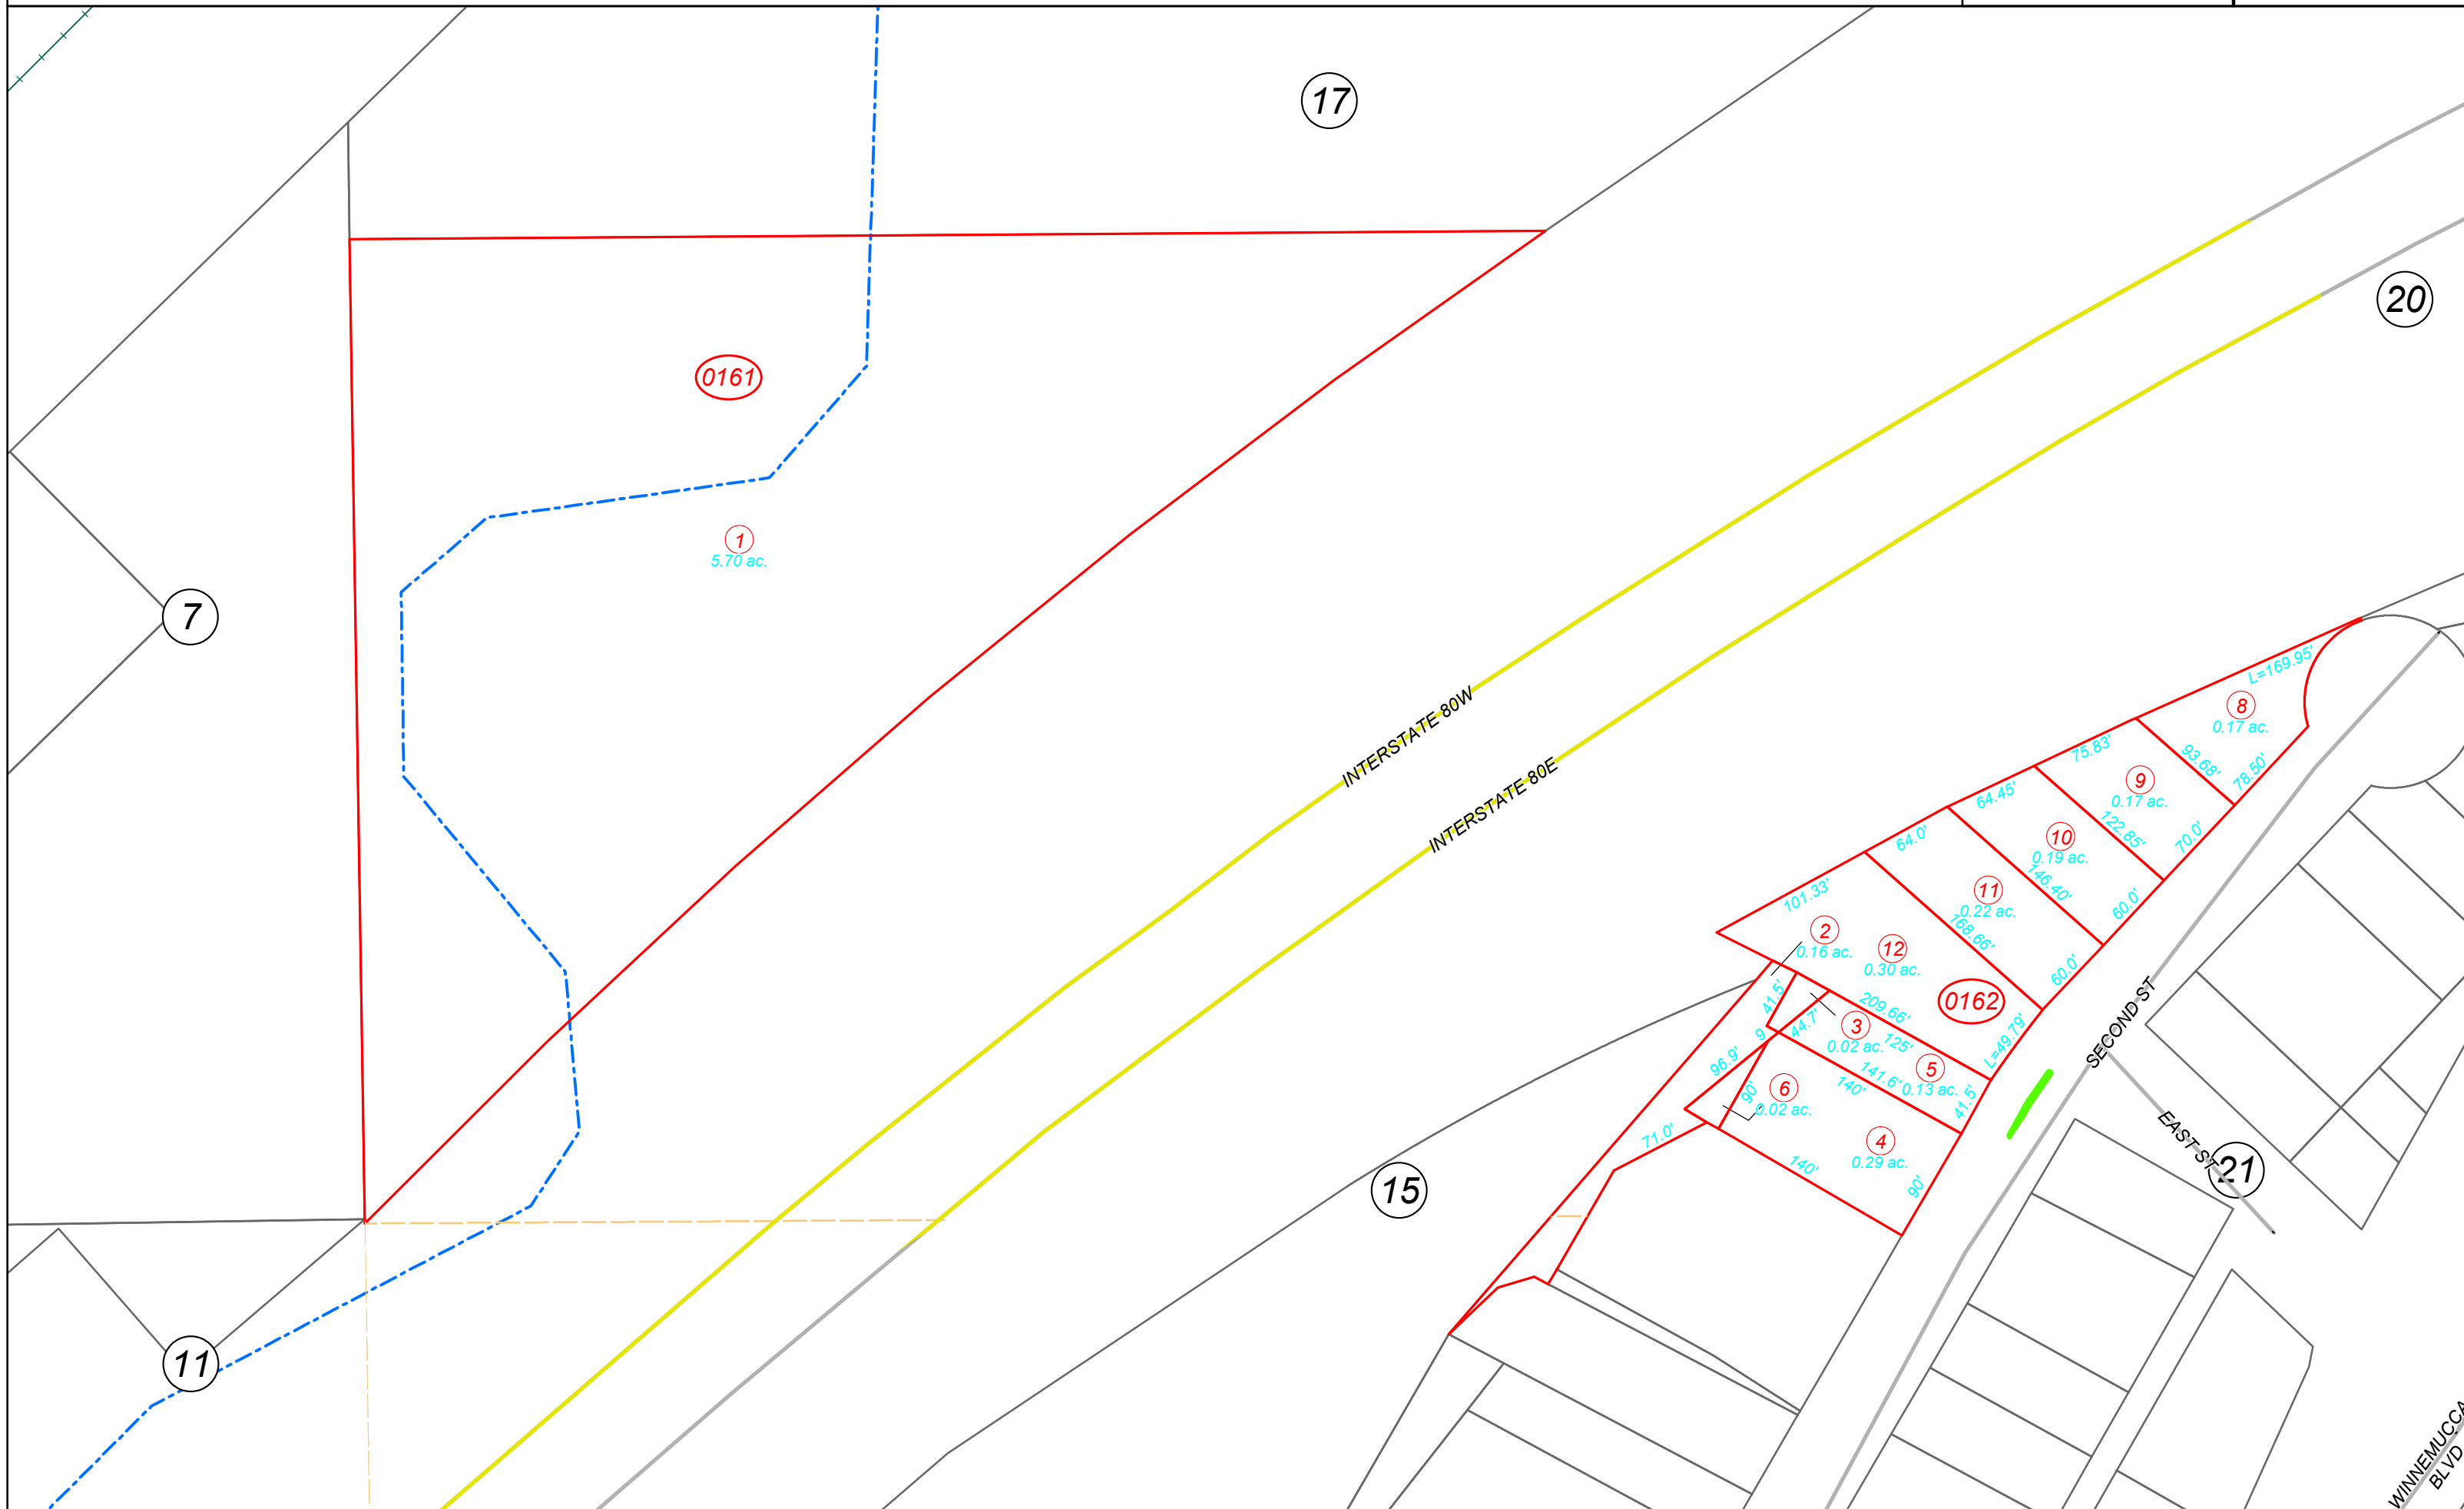 17
20
0161
1
5.70 ac.
7
INTERSTATE 80W
INTERSTATE 80E
L=169.95'
8
0.17 ac.
93.68'
78.50'
75.83'
9
0.17 ac.
122.85'
70.0'
64.45'
10
0.19 ac.
146.40'
60.0'
64.0'
11
0.22 ac.
168.66'
60.0'
101.33'
2
0.16 ac.
12
0.30 ac.
0162
209.66'
L=49.79'
41.5'
44.7'
3
0.02 ac.
125'
9
96.9'
141.6'
5
0.13 ac.
140'
41.5'
90'
6
0.02 ac.
71.0'
4
0.29 ac.
140'
90'
SECOND ST
EAST ST
21
15
11
WINNEMUCCA
BLVD